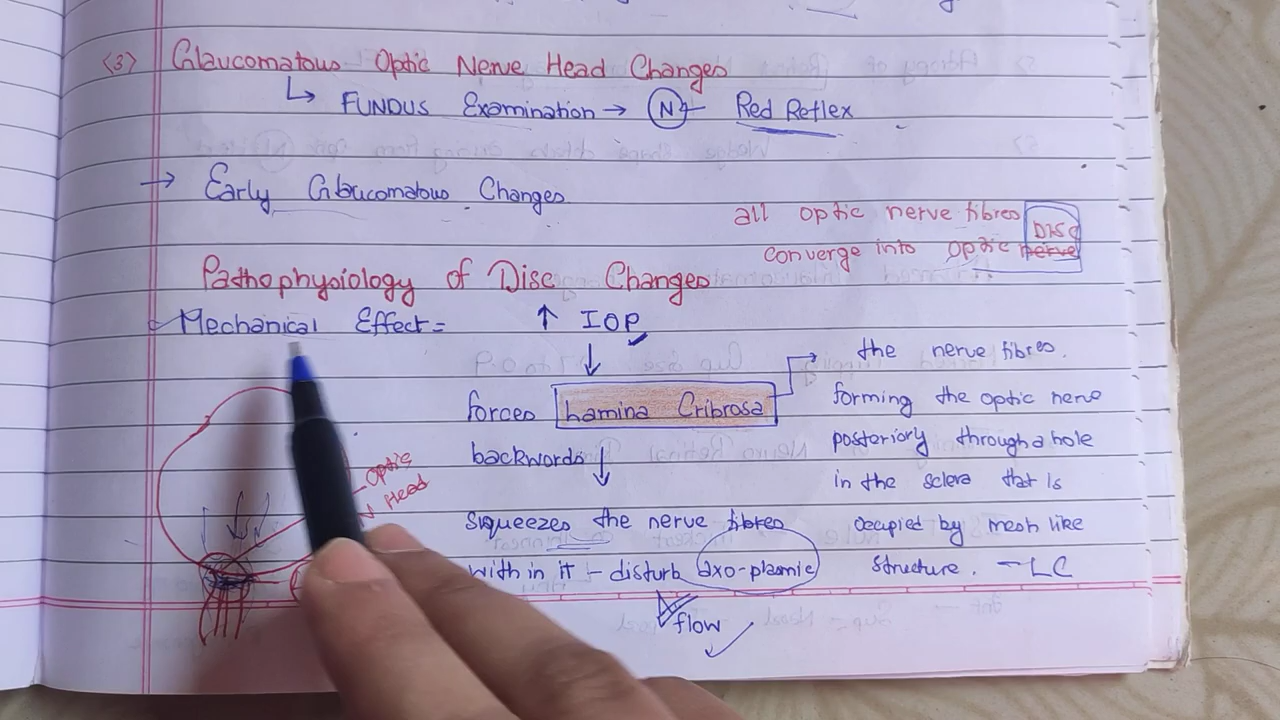 (3) Glaucomatous Optic Nerve Head Changes
↳ FUNDUS Examination → (N) Red Reflex
→ Early Glaucomatous Changes
all optic nerve fibres
converge into optic nerve DISC
Pathophysiology of Disc Changes
Mechanical Effect =
↑ IOP
↓
forces Lamina Cribrosa
backwords ↓
squeezes the nerve fibres
with in it - disturb axo-plasmic
flow
→ the nerve fibres.
forming the optic nerve
posteriorly through a hole
in the sclera that is
occupied by mesh like
structure. - LC
Optic
N Head